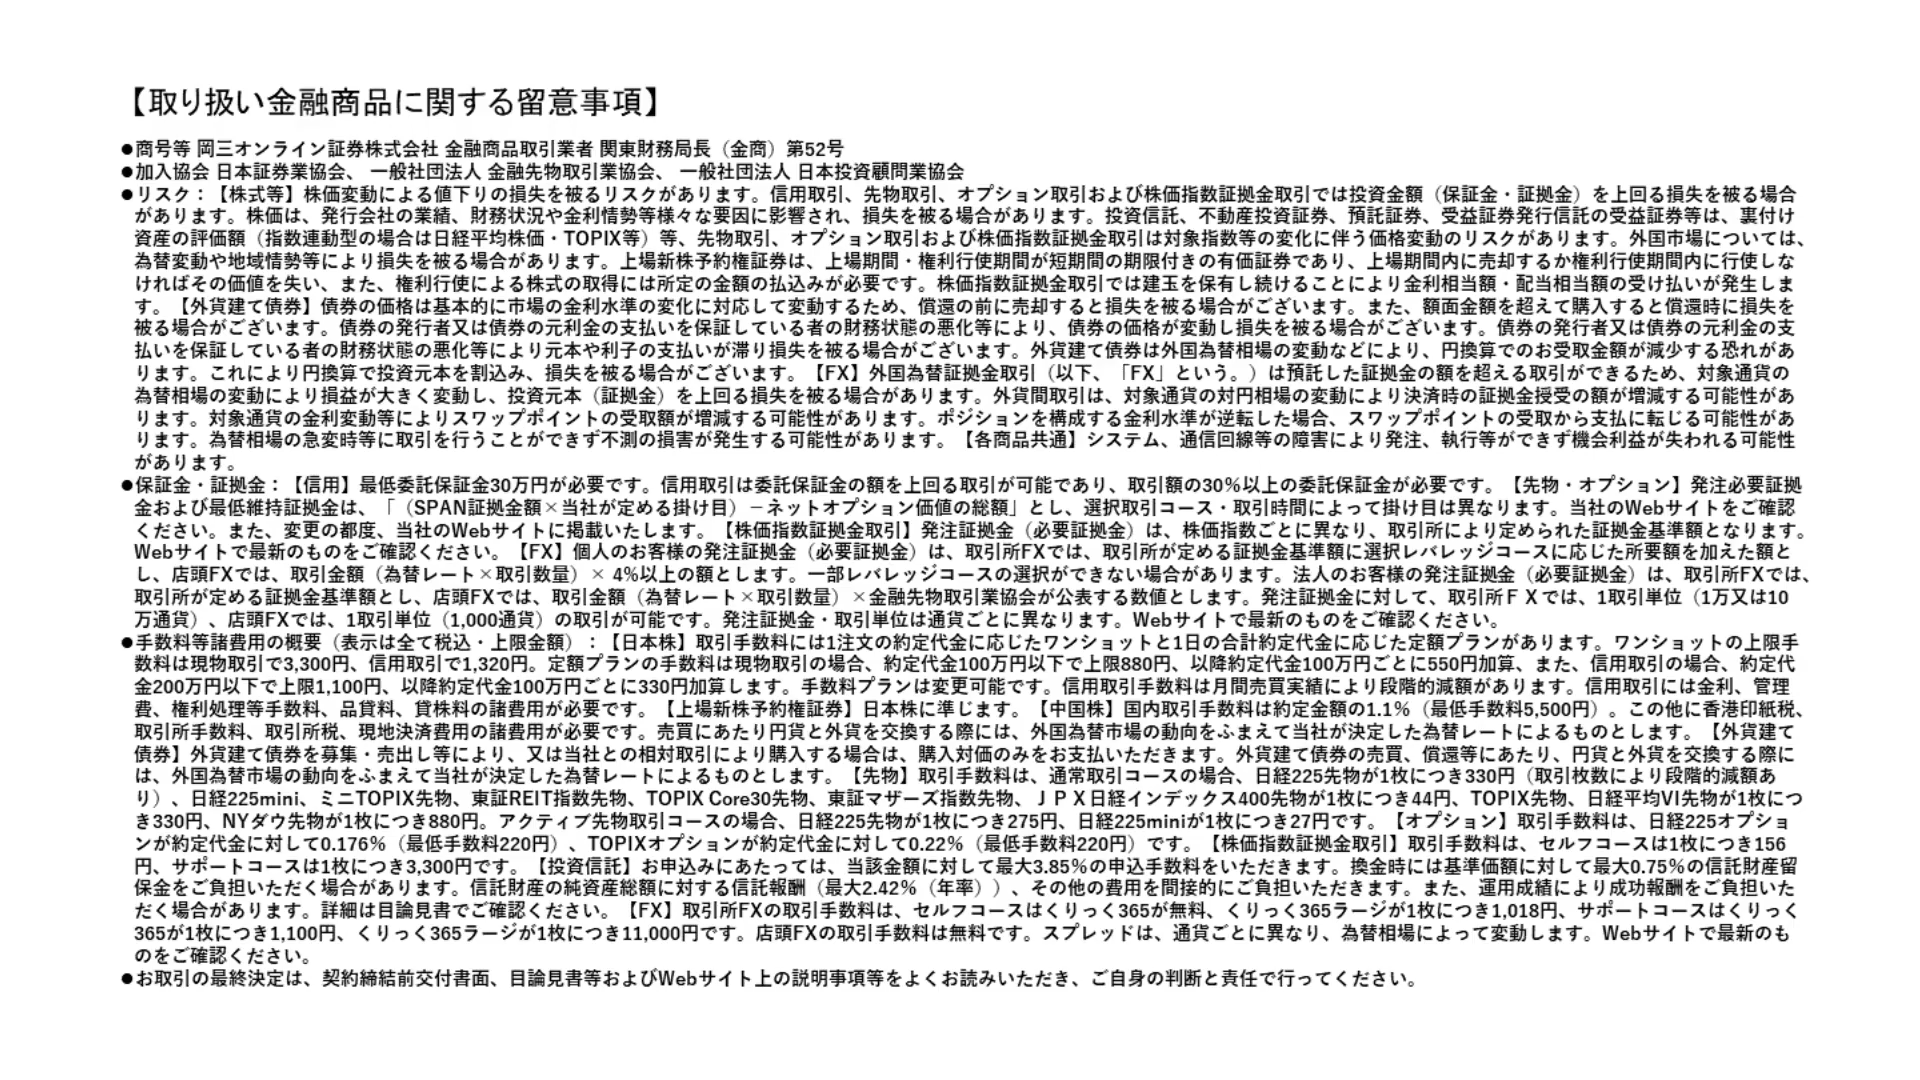 【取り扱い金融商品に関する留意事項】
●商号等 岡三オンライン証券株式会社 金融商品取引業者 関東財務局長（金商）第52号
●加入協会 日本証券業協会、 一般社団法人 金融先物取引業協会、 一般社団法人 日本投資顧問業協会
●リスク：【株式等】株価変動による値下りの損失を被るリスクがあります。信用取引、先物取引、オプション取引および株価指数証拠金取引では投資金額（保証金・証拠金）を上回る損失を被る場合
があります。株価は、発行会社の業績、財務状況や金利情勢等様々な要因に影響され、損失を被る場合があります。投資信託、不動産投資証券、預託証券、受益証券発行信託の受益証券等は、裏付け
資産の評価額（指数連動型の場合は日経平均株価・TOPIX等）等、先物取引、オプション取引および株価指数証拠金取引は対象指数等の変化に伴う価格変動のリスクがあります。外国市場については、
為替変動や地域情勢等により損失を被る場合があります。上場新株予約権証券は、上場期間・権利行使期間が短期間の期限付きの有価証券であり、上場期間内に売却するか権利行使期間内に行使しな
ければその価値を失い、また、権利行使による株式の取得には所定の金額の払込みが必要です。株価指数証拠金取引では建玉を保有し続けることにより金利相当額・配当相当額の受け払いが発生しま
す。【外貨建て債券】債券の価格は基本的に市場の金利水準の変化に対応して変動するため、償還の前に売却すると損失を被る場合がございます。また、額面金額を超えて購入すると償還時に損失を
被る場合がございます。債券の発行者又は債券の元利金の支払いを保証している者の財務状態の悪化等により、債券の価格が変動し損失を被る場合がございます。債券の発行者又は債券の元利金の支
払いを保証している者の財務状態の悪化等により元本や利子の支払いが滞り損失を被る場合がございます。外貨建て債券は外国為替相場の変動などにより、円換算でのお受取金額が減少する恐れがあ
ります。これにより円換算で投資元本を割込み、損失を被る場合がございます。【FX】外国為替証拠金取引（以下、「FX」という。）は預託した証拠金の額を超える取引ができるため、対象通貨の
為替相場の変動により損益が大きく変動し、投資元本（証拠金）を上回る損失を被る場合があります。外貨間取引は、対象通貨の対円相場の変動により決済時の証拠金授受の額が増減する可能性があ
ります。対象通貨の金利変動等によりスワップポイントの受取額が増減する可能性があります。ポジションを構成する金利水準が逆転した場合、スワップポイントの受取から支払に転じる可能性があ
ります。為替相場の急変時等に取引を行うことができず不測の損害が発生する可能性があります。【各商品共通】システム、通信回線等の障害により発注、執行等ができず機会利益が失われる可能性
があります。
●保証金・証拠金：【信用】最低委託保証金30万円が必要です。信用取引は委託保証金の額を上回る取引が可能であり、取引額の30％以上の委託保証金が必要です。【先物・オプション】発注必要証拠
金および最低維持証拠金は、「（SPAN証拠金額×当社が定める掛け目）－ネットオプション価値の総額」とし、選択取引コース・取引時間によって掛け目は異なります。当社のWebサイトをご確認
ください。また、変更の都度、当社のWebサイトに掲載いたします。【株価指数証拠金取引】発注証拠金（必要証拠金）は、株価指数ごとに異なり、取引所により定められた証拠金基準額となります。
Webサイトで最新のものをご確認ください。【FX】個人のお客様の発注証拠金（必要証拠金）は、取引所FXでは、取引所が定める証拠金基準額に選択レバレッジコースに応じた所要額を加えた額と
し、店頭FXでは、取引金額（為替レート×取引数量）× 4%以上の額とします。一部レバレッジコースの選択ができない場合があります。法人のお客様の発注証拠金（必要証拠金）は、取引所FXでは、
取引所が定める証拠金基準額とし、店頭FXでは、取引金額（為替レート×取引数量）×金融先物取引業協会が公表する数値とします。発注証拠金に対して、取引所ＦＸでは、1取引単位（1万又は10
万通貨）、店頭FXでは、1取引単位（1,000通貨）の取引が可能です。発注証拠金・取引単位は通貨ごとに異なります。Webサイトで最新のものをご確認ください。
●手数料等諸費用の概要（表示は全て税込・上限金額）：【日本株】取引手数料には1注文の約定代金に応じたワンショットと1日の合計約定代金に応じた定額プランがあります。ワンショットの上限手
数料は現物取引で3,300円、信用取引で1,320円。定額プランの手数料は現物取引の場合、約定代金100万円以下で上限880円、以降約定代金100万円ごとに550円加算、また、信用取引の場合、約定代
金200万円以下で上限1,100円、以降約定代金100万円ごとに330円加算します。手数料プランは変更可能です。信用取引手数料は月間売買実績により段階的減額があります。信用取引には金利、管理
費、権利処理等手数料、品貸料、貸株料の諸費用が必要です。【上場新株予約権証券】日本株に準じます。【中国株】国内取引手数料は約定金額の1.1％（最低手数料5,500円）。この他に香港印紙税、
取引所手数料、取引所税、現地決済費用の諸費用が必要です。売買にあたり円貨と外貨を交換する際には、外国為替市場の動向をふまえて当社が決定した為替レートによるものとします。【外貨建て
債券】外貨建て債券を募集・売出し等により、又は当社との相対取引により購入する場合は、購入対価のみをお支払いただきます。外貨建て債券の売買、償還等にあたり、円貨と外貨を交換する際に
は、外国為替市場の動向をふまえて当社が決定した為替レートによるものとします。【先物】取引手数料は、通常取引コースの場合、日経225先物が1枚につき330円（取引枚数により段階的減額あ
り）、日経225mini、ミニTOPIX先物、東証REIT指数先物、TOPIX Core30先物、東証マザーズ指数先物、ＪＰＸ日経インデックス400先物が1枚につき44円、TOPIX先物、日経平均VI先物が1枚につ
き330円、NYダウ先物が1枚につき880円。アクティブ先物取引コースの場合、日経225先物が1枚につき275円、日経225miniが1枚につき27円です。【オプション】取引手数料は、日経225オプショ
ンが約定代金に対して0.176％（最低手数料220円）、TOPIXオプションが約定代金に対して0.22％（最低手数料220円）です。【株価指数証拠金取引】取引手数料は、セルフコースは1枚につき156
円、サポートコースは1枚につき3,300円です。【投資信託】お申込みにあたっては、当該金額に対して最大3.85％の申込手数料をいただきます。換金時には基準価額に対して最大0.75％の信託財産留
保金をご負担いただく場合があります。信託財産の純資産総額に対する信託報酬（最大2.42％（年率））、その他の費用を間接的にご負担いただきます。また、運用成績により成功報酬をご負担いた
だく場合があります。詳細は目論見書でご確認ください。【FX】取引所FXの取引手数料は、セルフコースはくりっく365が無料、くりっく365ラージが1枚につき1,018円、サポートコースはくりっく
365が1枚につき1,100円、くりっく365ラージが1枚につき11,000円です。店頭FXの取引手数料は無料です。スプレッドは、通貨ごとに異なり、為替相場によって変動します。Webサイトで最新のも
のをご確認ください。
●お取引の最終決定は、契約締結前交付書面、目論見書等およびWebサイト上の説明事項等をよくお読みいただき、ご自身の判断と責任で行ってください。